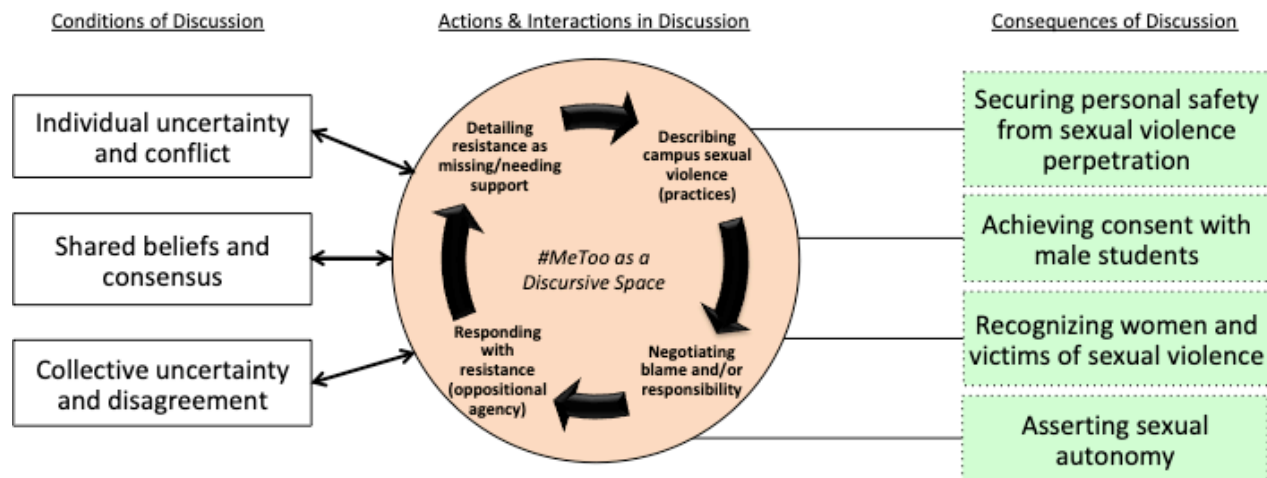 Conditions of Discussion
Actions & Interactions in Discussion
Consequences of Discussion
Individual uncertainty
and conflict
Shared beliefs and
consensus
Collective uncertainty
and disagreement
Detailing
resistance as
missing/needing
support
Describing
campus sexual
violence
(practices)
#MeToo as a
Discursive Space
Responding
with
resistance
(oppositional
agency)
Negotiating
blame and/or
responsibility
Securing personal safety
from sexual violence
perpetration
Achieving consent with
male students
Recognizing women and
victims of sexual violence
Asserting sexual
autonomy